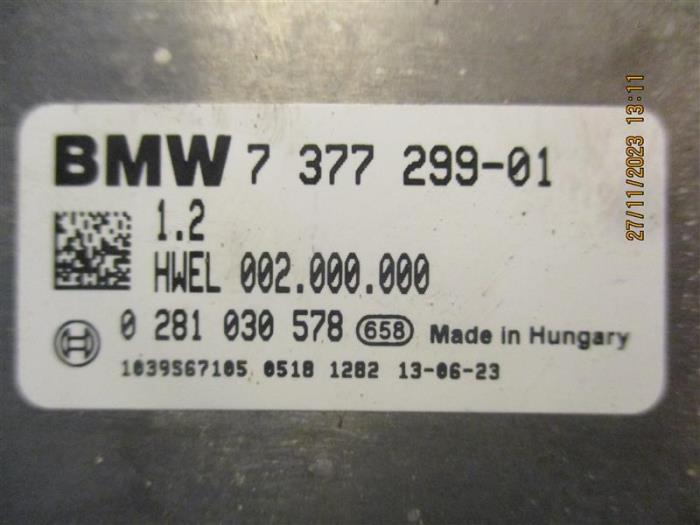 BMW 7 377 299-01
1.2
HWEL 002.000.000
0 281 030 578 658 Made in Hungary
1039S67105 0518 1282 13-06-23
27/11/2023 13:11